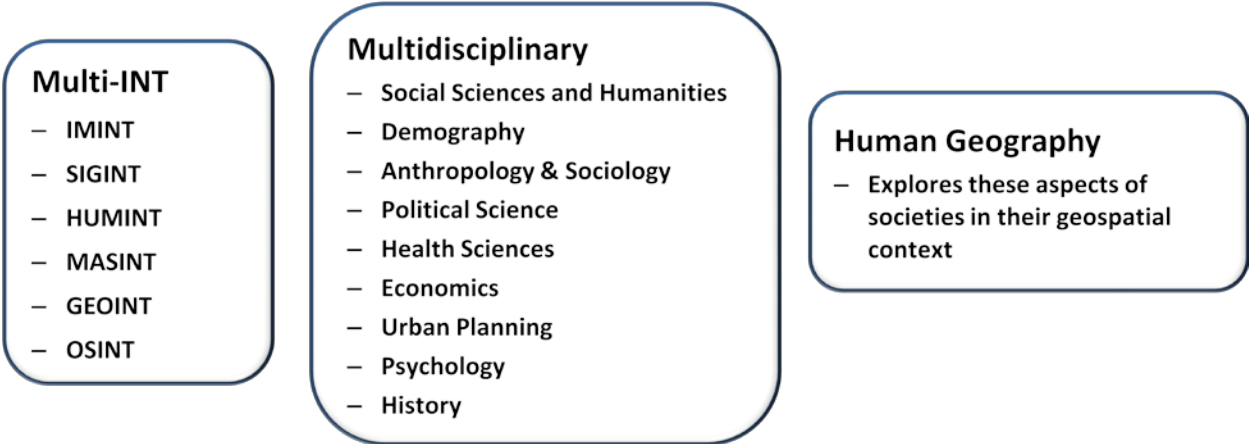 Multi-INT
– IMINT
– SIGINT
– HUMINT
– MASINT
– GEOINT
– OSINT
Multidisciplinary
– Social Sciences and Humanities
– Demography
– Anthropology & Sociology
– Political Science
– Health Sciences
– Economics
– Urban Planning
– Psychology
– History
Human Geography
– Explores these aspects of
societies in their geospatial
context